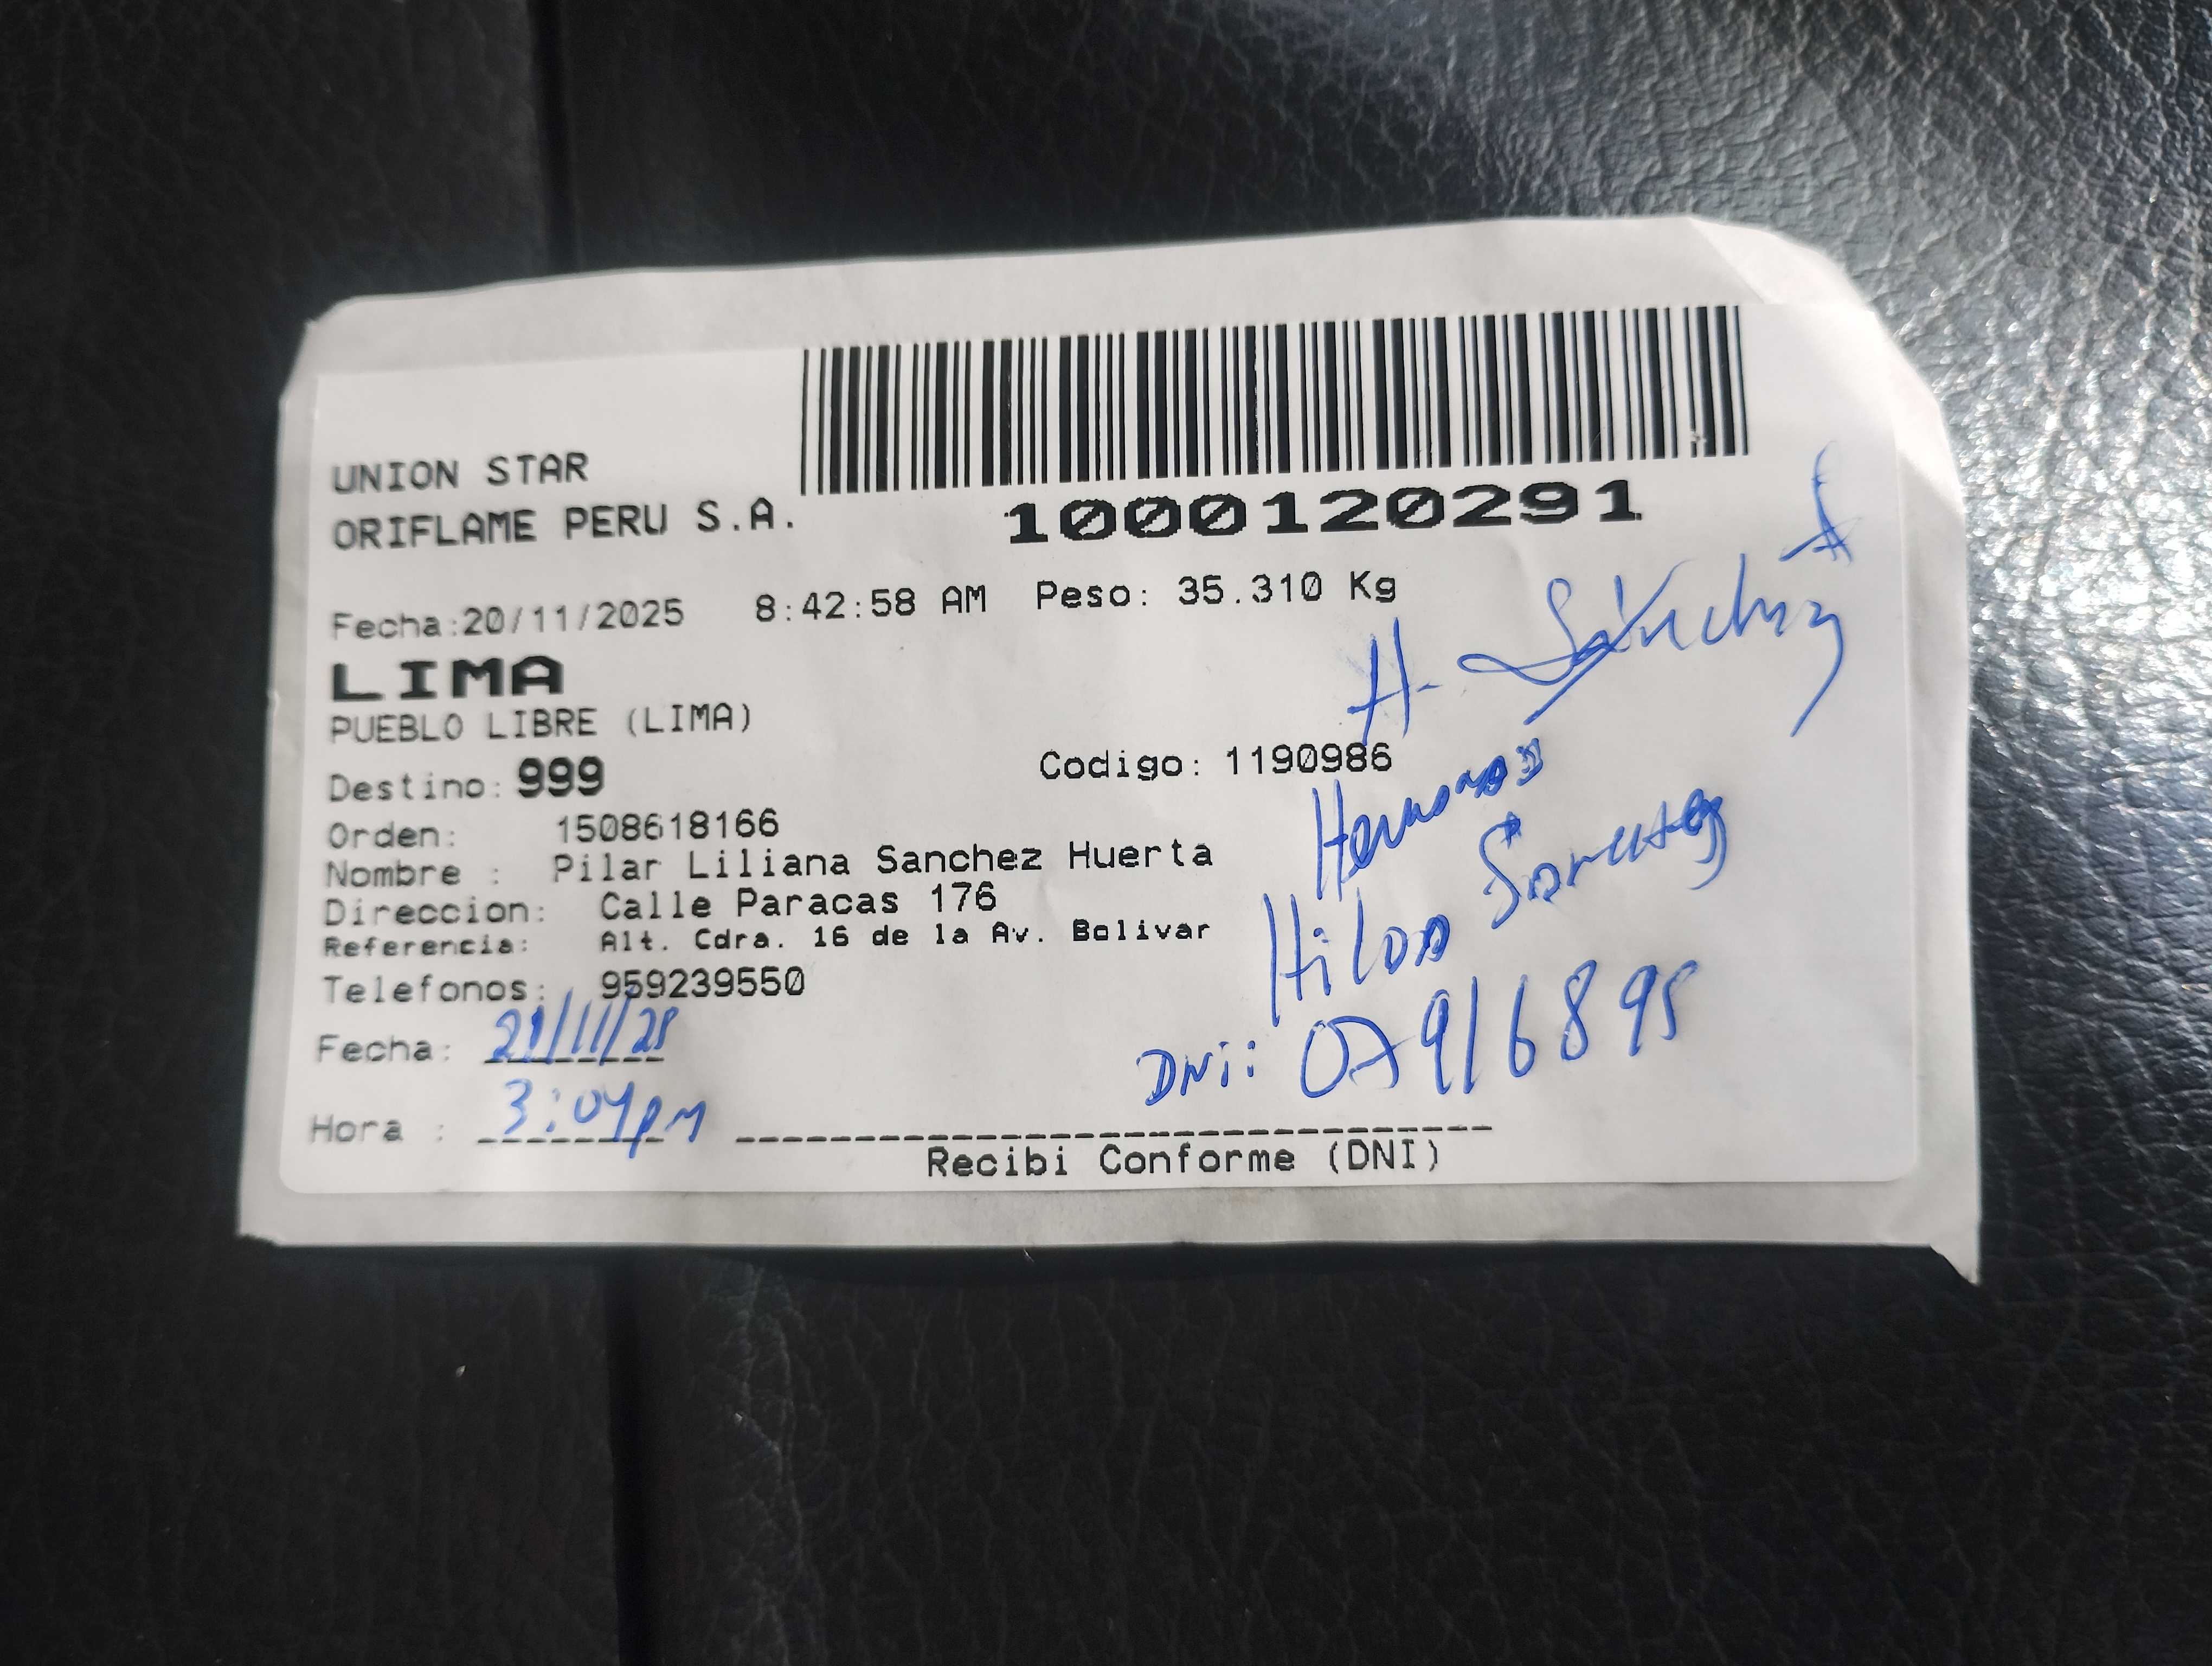 UNION STAR
ORIFLAME PERU S.A.
1000120291
Fecha:20/11/2025 8:42:58 AM Peso: 35.310 Kg
LIMA
PUEBLO LIBRE (LIMA)
H. Sánchez
Destino: 999 Codigo: 1190986
Orden: 1508618166
Nombre : Pilar Liliana Sanchez Huerta
Direccion: Calle Paracas 176
Referencia: Alt. Cdra. 16 de la Av. Bolivar
Telefonos: 959239550
Hilda
DNi: 07916895
Fecha: 21/11/25
Hora : 3:04pm
Recibi Conforme (DNI)